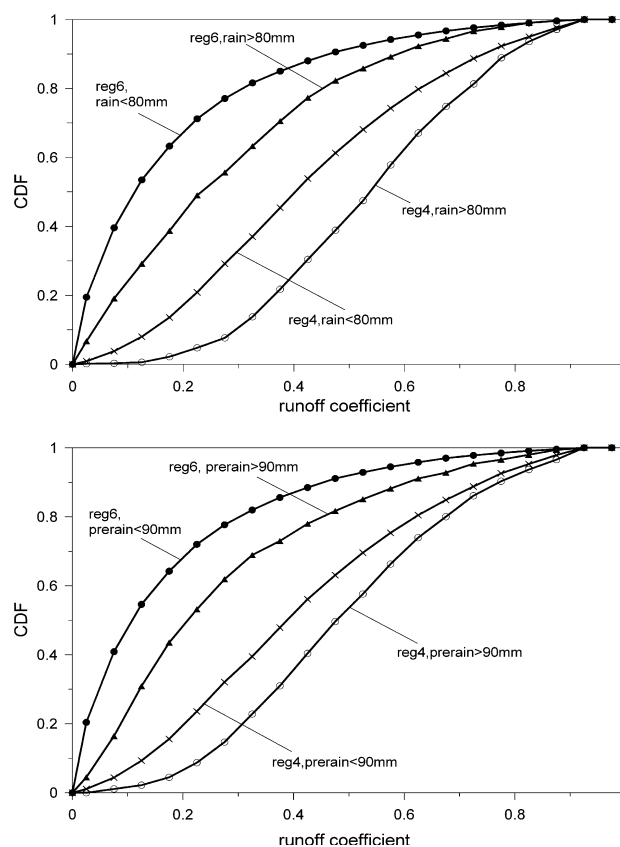 1
reg6,rain>80mm
0.8
reg6,
rain<80mm
0.6
CDF
0.4
reg4,rain>80mm
0.2
reg4,rain<80mm
0
0 0.2 0.4 0.6 0.8
runoff coefficient
1
reg6, prerain>90mm
0.8
reg6,
prerain<90mm
0.6
CDF
0.4
reg4,prerain>90mm
0.2
reg4,prerain<90mm
0
0 0.2 0.4 0.6 0.8
runoff coefficient